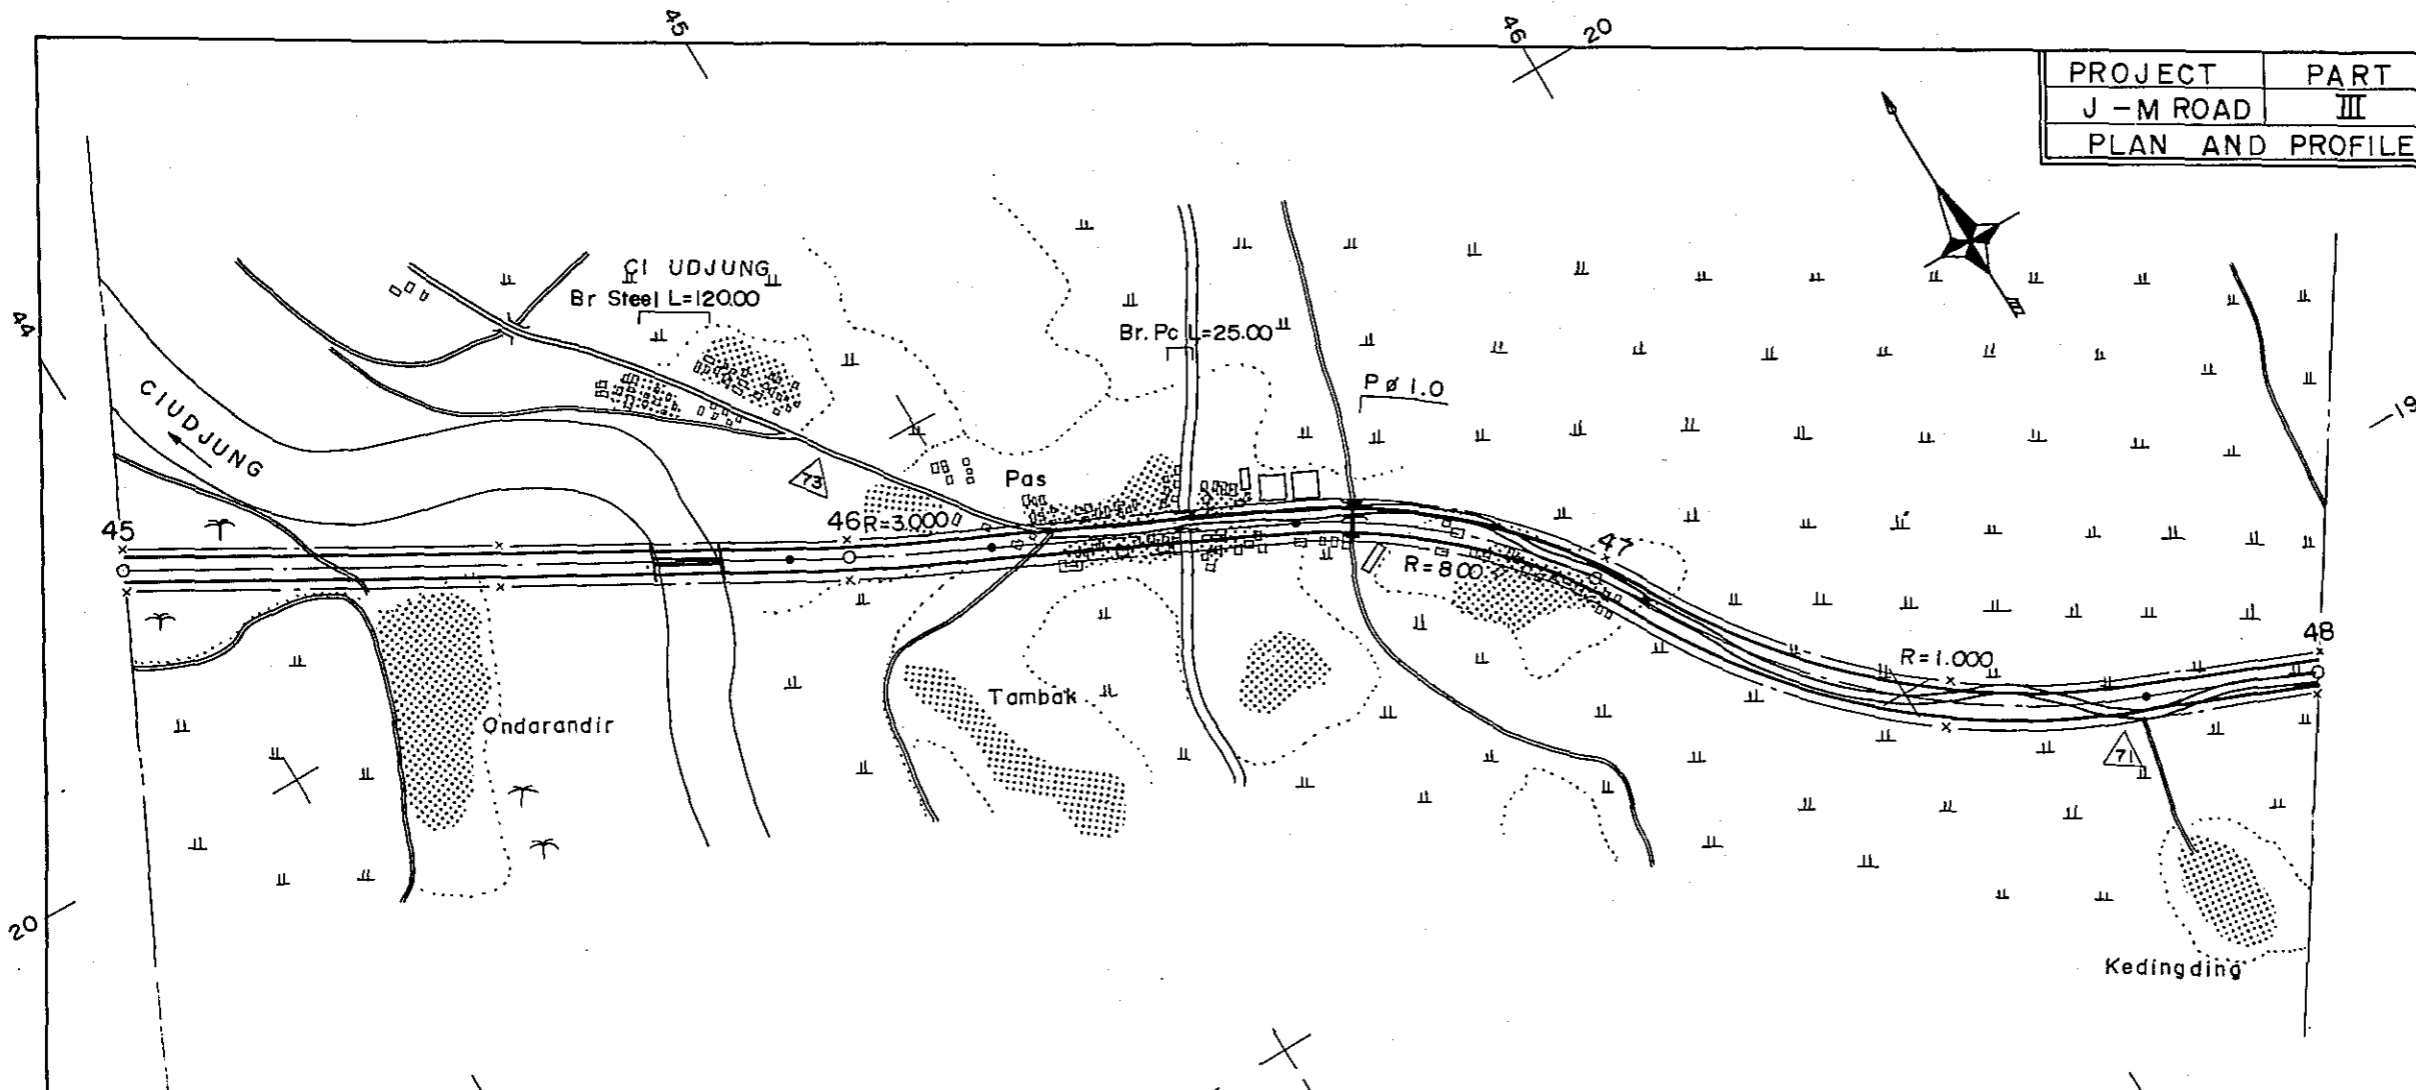 45
46
20
PROJECT PART
J - M ROAD III
PLAN AND PROFILE
CI UDJUNG
Br Steel L=120.00
44
Br. Pc L=25.00
Pø 1.0
CIUDJUNG
19
73
Pas
45
46 R=3.000
47
R=800
48
R=1.000
Tambak
Ondarandir
71
20
Kedingding